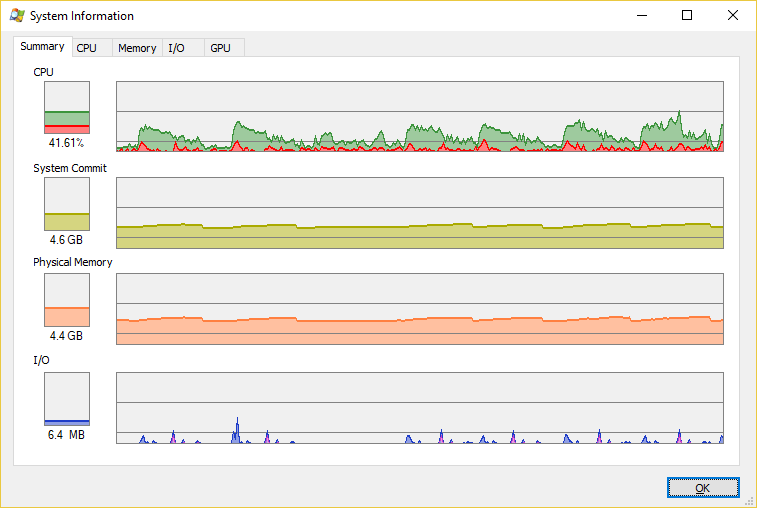 System Information
Summary CPU Memory I/O GPU
CPU
41.61%
System Commit
4.6 GB
Physical Memory
4.4 GB
I/O
6.4 MB
OK